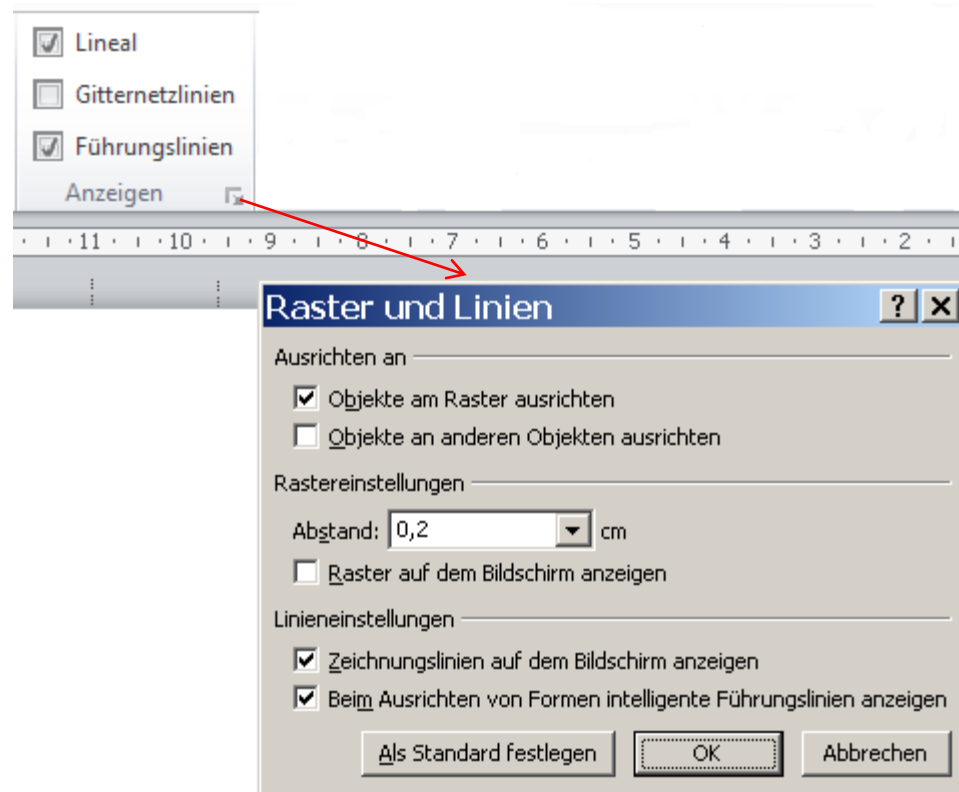 Lineal
Gitternetzlinien
Führungslinien
Anzeigen
11 10 9 8 7 6 5 4 3 2
Raster und Linien
Ausrichten an
Objekte am Raster ausrichten
Objekte an anderen Objekten ausrichten
Rastereinstellungen
Abstand: 0,2 cm
Raster auf dem Bildschirm anzeigen
Linieneinstellungen
Zeichnungslinien auf dem Bildschirm anzeigen
Beim Ausrichten von Formen intelligente Führungslinien anzeigen
Als Standard festlegen OK Abbrechen